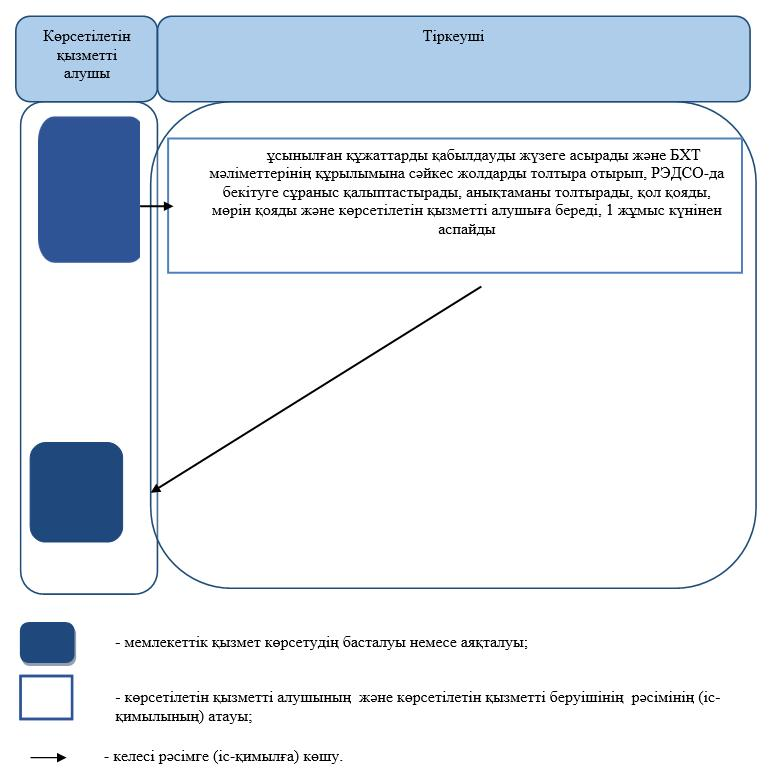 Көрсетілетін
қызметті
алушы
Тіркеуші
ұсынылған құжаттарды қабылдауды жүзеге асырады және БХТ
мәліметтерінің құрылымына сәйкес жолдарды толтыра отырып, РЭДСО-да
бекітуге сұраныс қалыптастырады, анықтаманы толтырады, қол қояды,
мөрін қояды және көрсетілетін қызметті алушыға береді, 1 жұмыс күнінен
аспайды
- мемлекеттік қызмет көрсетудің басталуы немесе аяқталуы;
- көрсетілетін қызметті алушының және көрсетілетін қызметті беруішінің рәсімінің (іс-
қимылының) атауы;
- келесі рәсімге (іс-қимылға) көшу.